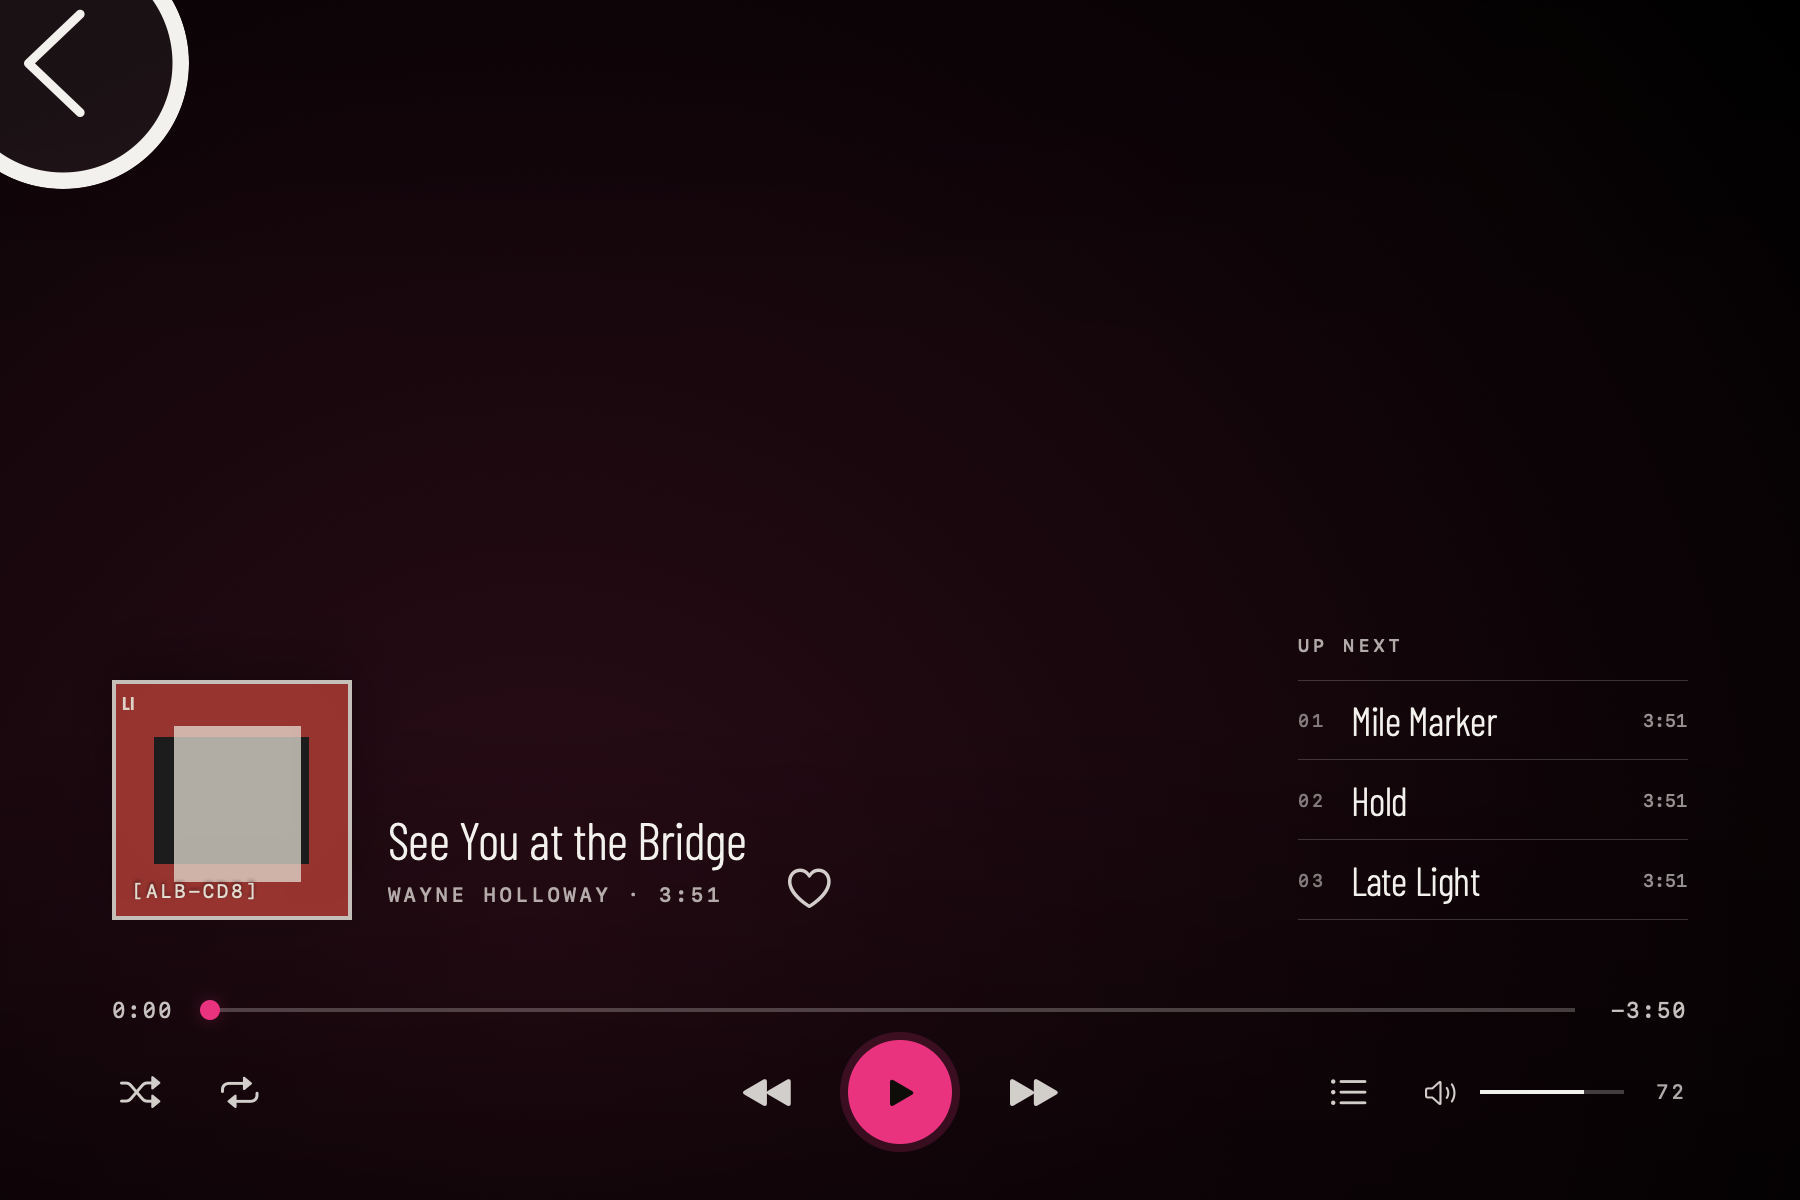 LI
[ALB–CD8]
See You at the Bridge
WAYNE HOLLOWAY · 3:51
UP NEXT
01 Mile Marker 3:51
02 Hold 3:51
03 Late Light 3:51
0:00 –3:50
72